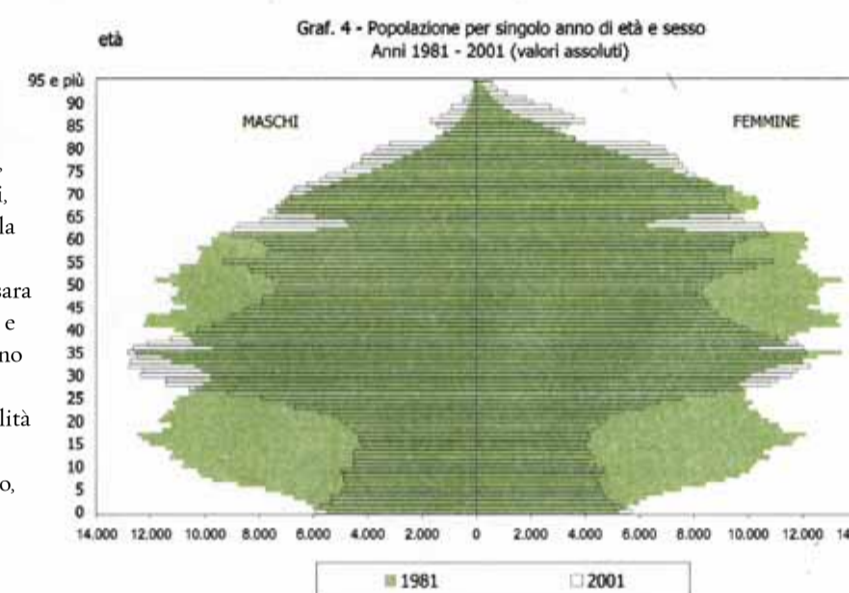 Graf. 4 - Popolazione per singolo anno di età e sesso
Anni 1981 - 2001 (valori assoluti)
età
95 e più
90
85
80
75
70
65
60
55
50
45
40
35
30
25
20
15
10
5
0
MASCHI
FEMMINE
14.000 12.000 10.000 8.000 6.000 4.000 2.000 0 2.000 4.000 6.000 8.000 10.000 12.000
1981 2001
la
e